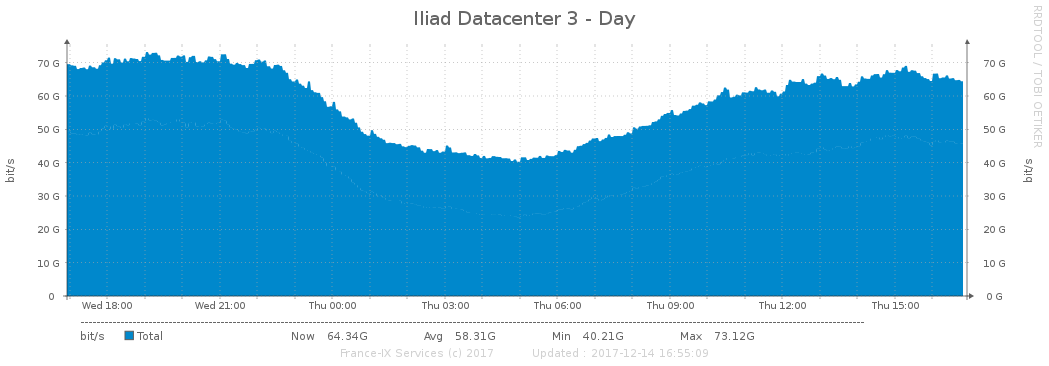 Iliad Datacenter 3 - Day
RRDTOOL / TOBI OETIKER
bit/s
bit/s
70 G 70 G
60 G 60 G
50 G 50 G
40 G 40 G
30 G 30 G
20 G 20 G
10 G 10 G
0 0 G
Wed 18:00 Wed 21:00 Thu 00:00 Thu 03:00 Thu 06:00 Thu 09:00 Thu 12:00 Thu 15:00
bit/s Total Now 64.34G Avg 58.31G Min 40.21G Max 73.12G
France-IX Services (c) 2017 Updated : 2017-12-14 16:55:09